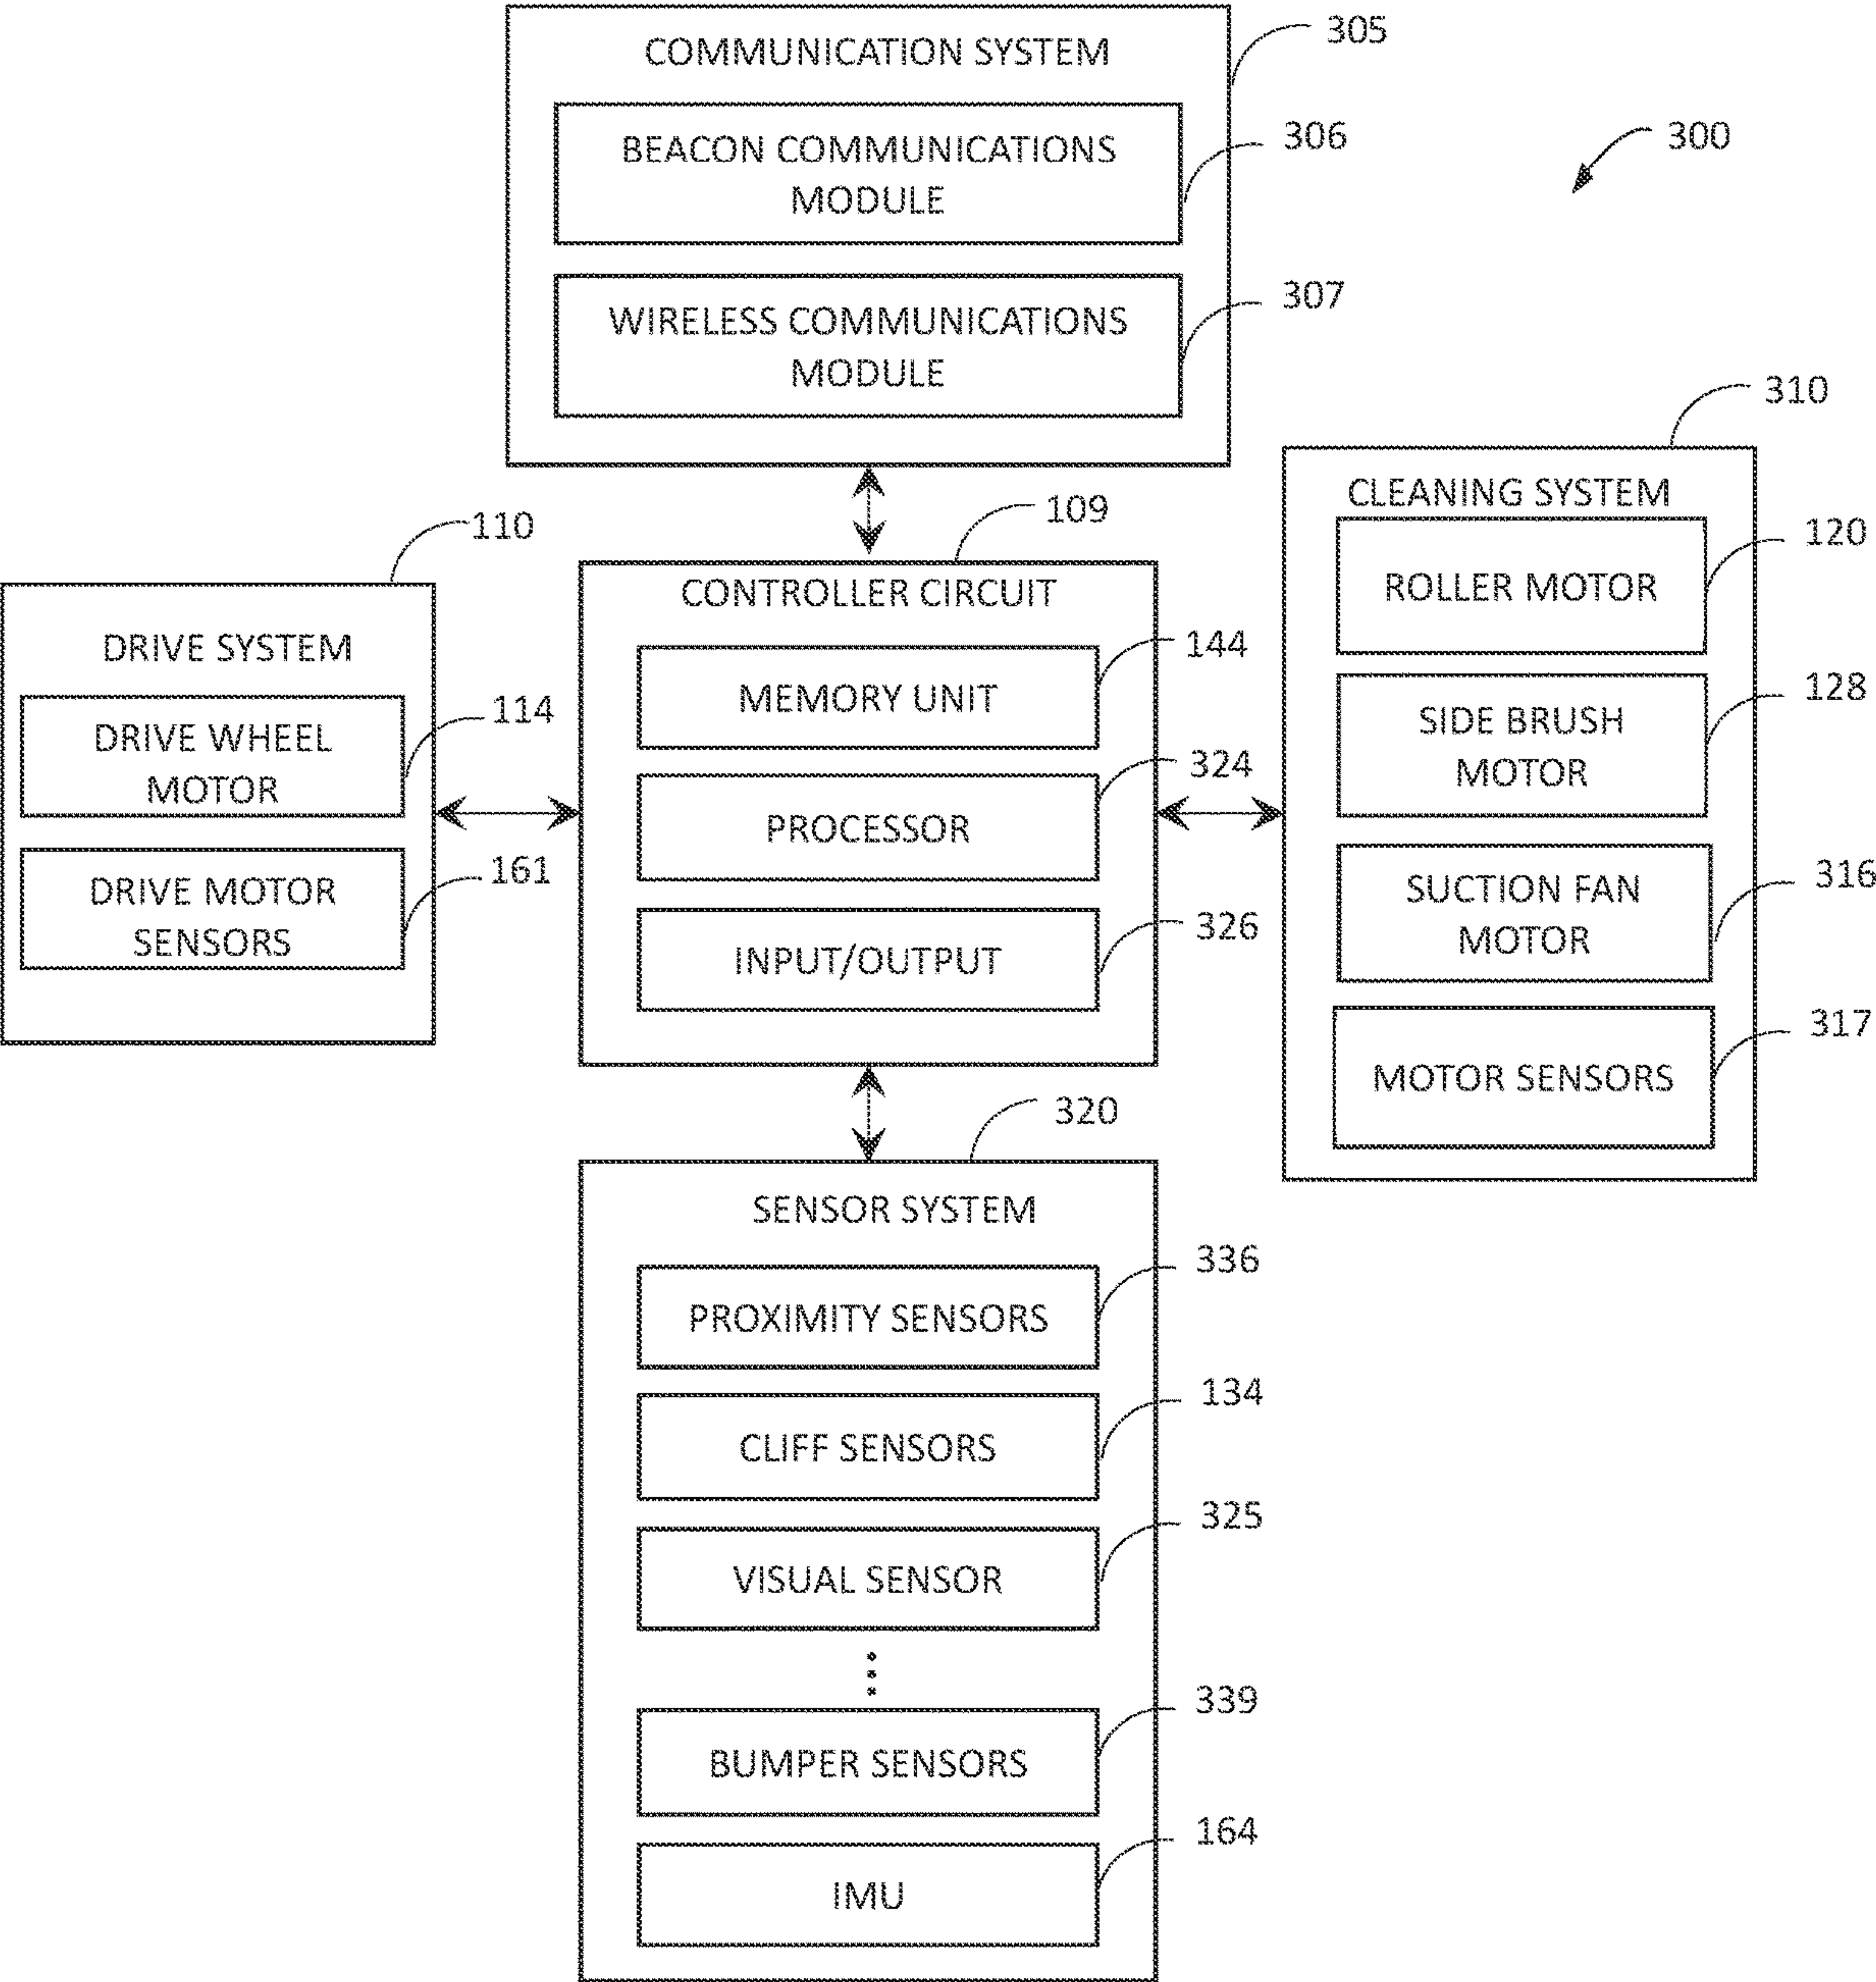 COMMUNICATION SYSTEM
305
BEACON COMMUNICATIONS
MODULE
306
300
WIRELESS COMMUNICATIONS
MODULE
307
310
CLEANING SYSTEM
ROLLER MOTOR
120
SIDE BRUSH
MOTOR
128
SUCTION FAN
MOTOR
316
MOTOR SENSORS
317
110
DRIVE SYSTEM
DRIVE WHEEL
MOTOR
114
DRIVE MOTOR
SENSORS
161
109
CONTROLLER CIRCUIT
MEMORY UNIT
144
PROCESSOR
324
INPUT/OUTPUT
326
320
SENSOR SYSTEM
PROXIMITY SENSORS
336
CLIFF SENSORS
134
VISUAL SENSOR
325
BUMPER SENSORS
339
IMU
164